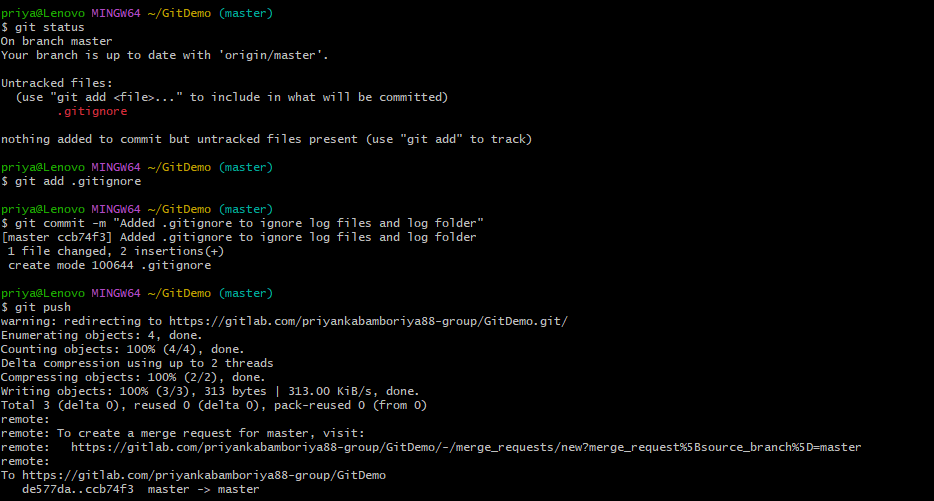 priya@Lenovo MINGW64 ~/GitDemo (master)
$ git status
On branch master
Your branch is up to date with 'origin/master'.
Untracked files:
  (use "git add <file>..." to include in what will be committed)
        .gitignore
nothing added to commit but untracked files present (use "git add" to track)
priya@Lenovo MINGW64 ~/GitDemo (master)
$ git add .gitignore
priya@Lenovo MINGW64 ~/GitDemo (master)
$ git commit -m "Added .gitignore to ignore log files and log folder"
[master ccb74f3] Added .gitignore to ignore log files and log folder
 1 file changed, 2 insertions(+)
 create mode 100644 .gitignore
priya@Lenovo MINGW64 ~/GitDemo (master)
$ git push
warning: redirecting to https://gitlab.com/priyankabamboriya88-group/GitDemo.git/
Enumerating objects: 4, done.
Counting objects: 100% (4/4), done.
Delta compression using up to 2 threads
Compressing objects: 100% (2/2), done.
Writing objects: 100% (3/3), 313 bytes | 313.00 KiB/s, done.
Total 3 (delta 0), reused 0 (delta 0), pack-reused 0 (from 0)
remote:
remote: To create a merge request for master, visit:
remote:   https://gitlab.com/priyankabamboriya88-group/GitDemo/-/merge_requests/new?merge_request%5Bsource_branch%5D=master
remote:
To https://gitlab.com/priyankabamboriya88-group/GitDemo
   de577da..ccb74f3  master -> master